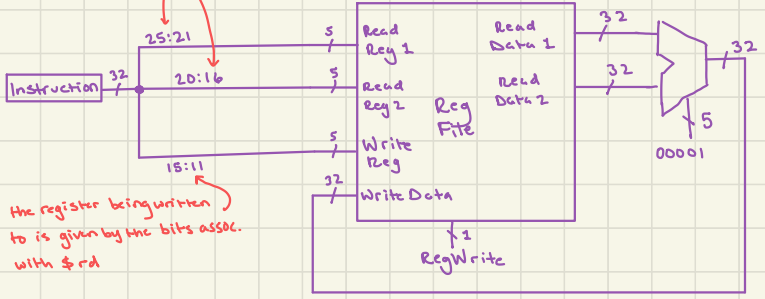 25:21
5
Read
Reg 1
Read
Data 1
32
32
Instruction
32
20:16
5
Read
Reg 2
Reg
File
Read
Data 2
32
5
00001
5
Write
Reg
15:11
32
Write Data
1
RegWrite
the register being written
to is given by the bits assoc.
with $rd